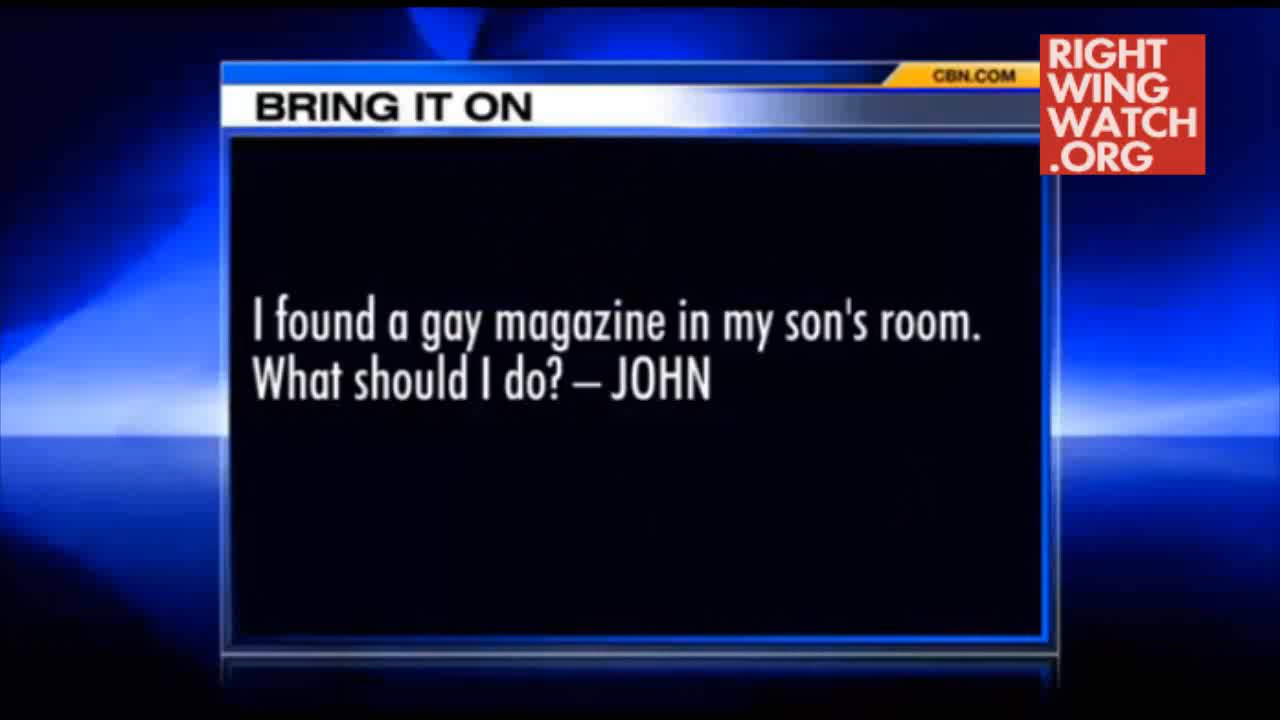 CBN.COM
BRING IT ON
RIGHT
WING
WATCH
.ORG
I found a gay magazine in my son's room.
What should I do? – JOHN